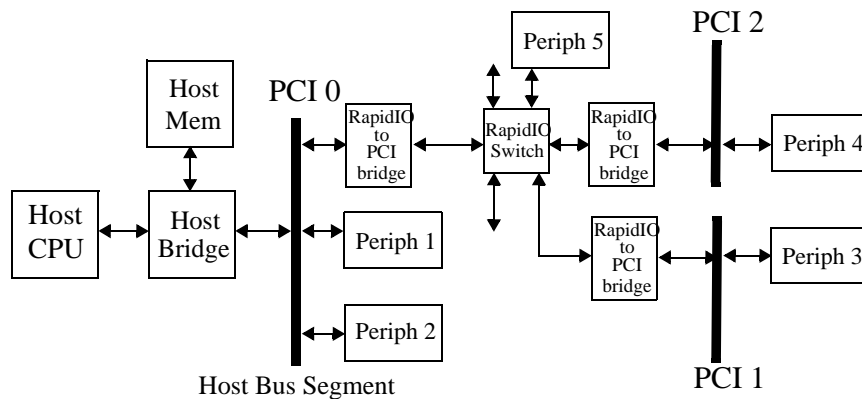 Periph 5
PCI 2
Host
Mem
PCI 0
RapidIO
to
PCI
bridge
RapidIO
Switch
RapidIO
to
PCI
bridge
Periph 4
Host
CPU
Host
Bridge
Periph 1
RapidIO
to
PCI
bridge
Periph 3
Periph 2
Host Bus Segment
PCI 1